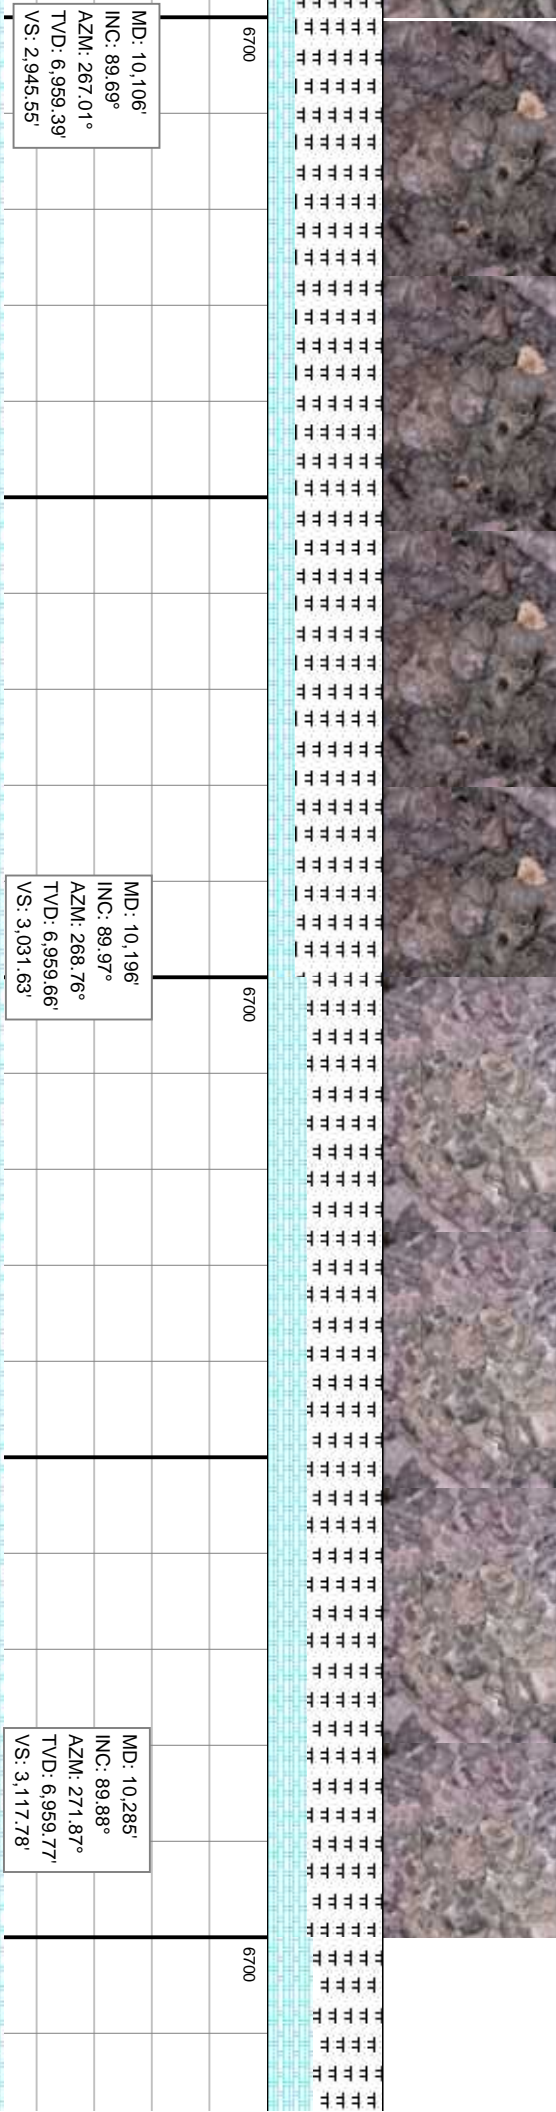 6700
MD: 10,106'
INC: 89.69°
AZM: 267.01°
TVD: 6,959.39'
VS: 2,945.55'
6700
MD: 10,196'
INC: 89.97°
AZM: 268.76°
TVD: 6,959.66'
VS: 3,031.63'
MD: 10,285'
INC: 89.88°
AZM: 271.87°
TVD: 6,959.77'
VS: 3,117.78'
6700